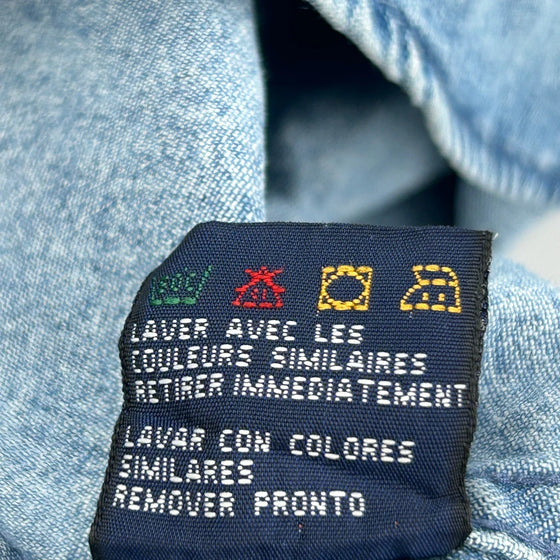 LAVER AVEC LES
COULEURS SIMILAIRES
RETIRER IMMEDIATEMENT
LAVAR CON COLORES
SIMILARES
REMOVER PRONTO